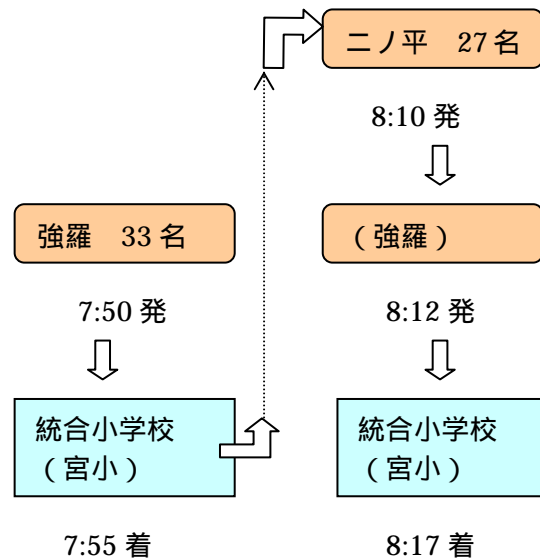 強羅 33名
7:50 発
統合小学校
(宮小)
7:55 着
二ノ平 27名
8:10 発
(強羅)
8:12 発
統合小学校
(宮小)
8:17 着